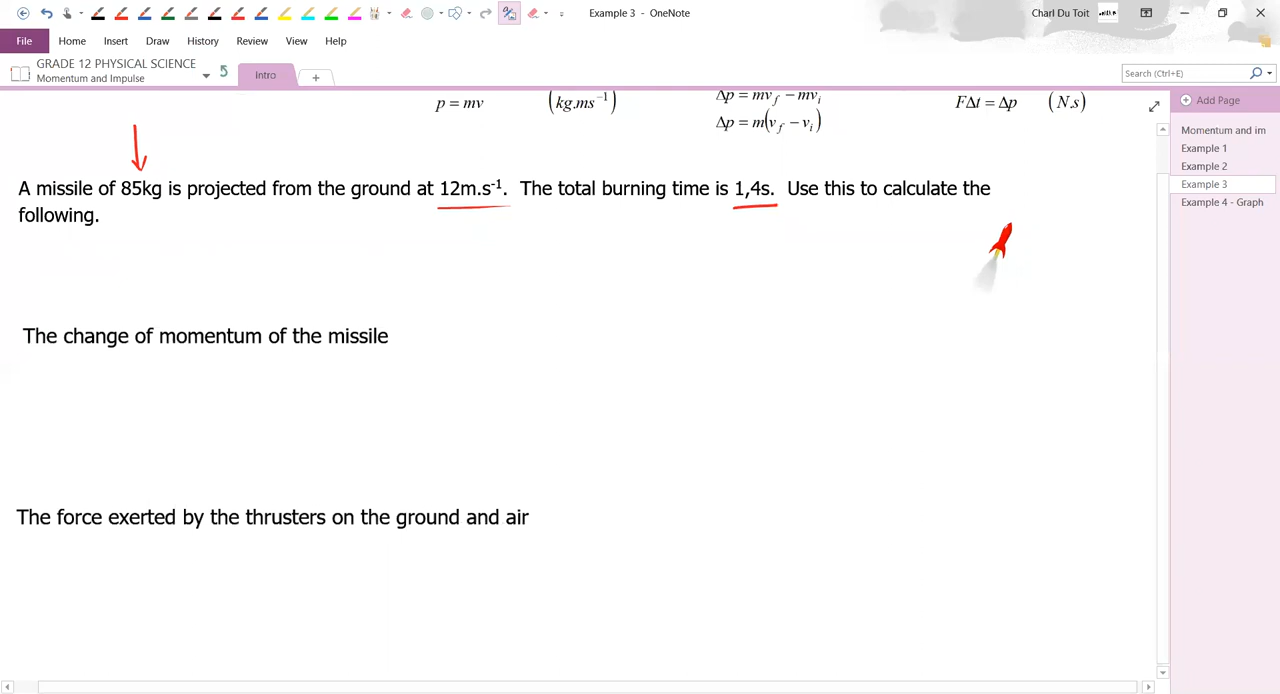 Example 3 - OneNote
Charl Du Toit
File Home Insert Draw History Review View Help
GRADE 12 PHYSICAL SCIENCE
Momentum and Impulse
Intro
+
Search (Ctrl+E)
Add Page
Momentum and im
Example 1
Example 2
Example 3
Example 4 - Graph
p = mv (kg.ms⁻¹) Δp = mv_f − mv_i FΔt = Δp (N.s)
Δp = m(v_f − v_i)
A missile of 85kg is projected from the ground at 12m.s⁻¹. The total burning time is 1,4s. Use this to calculate the
following.
The change of momentum of the missile
The force exerted by the thrusters on the ground and air